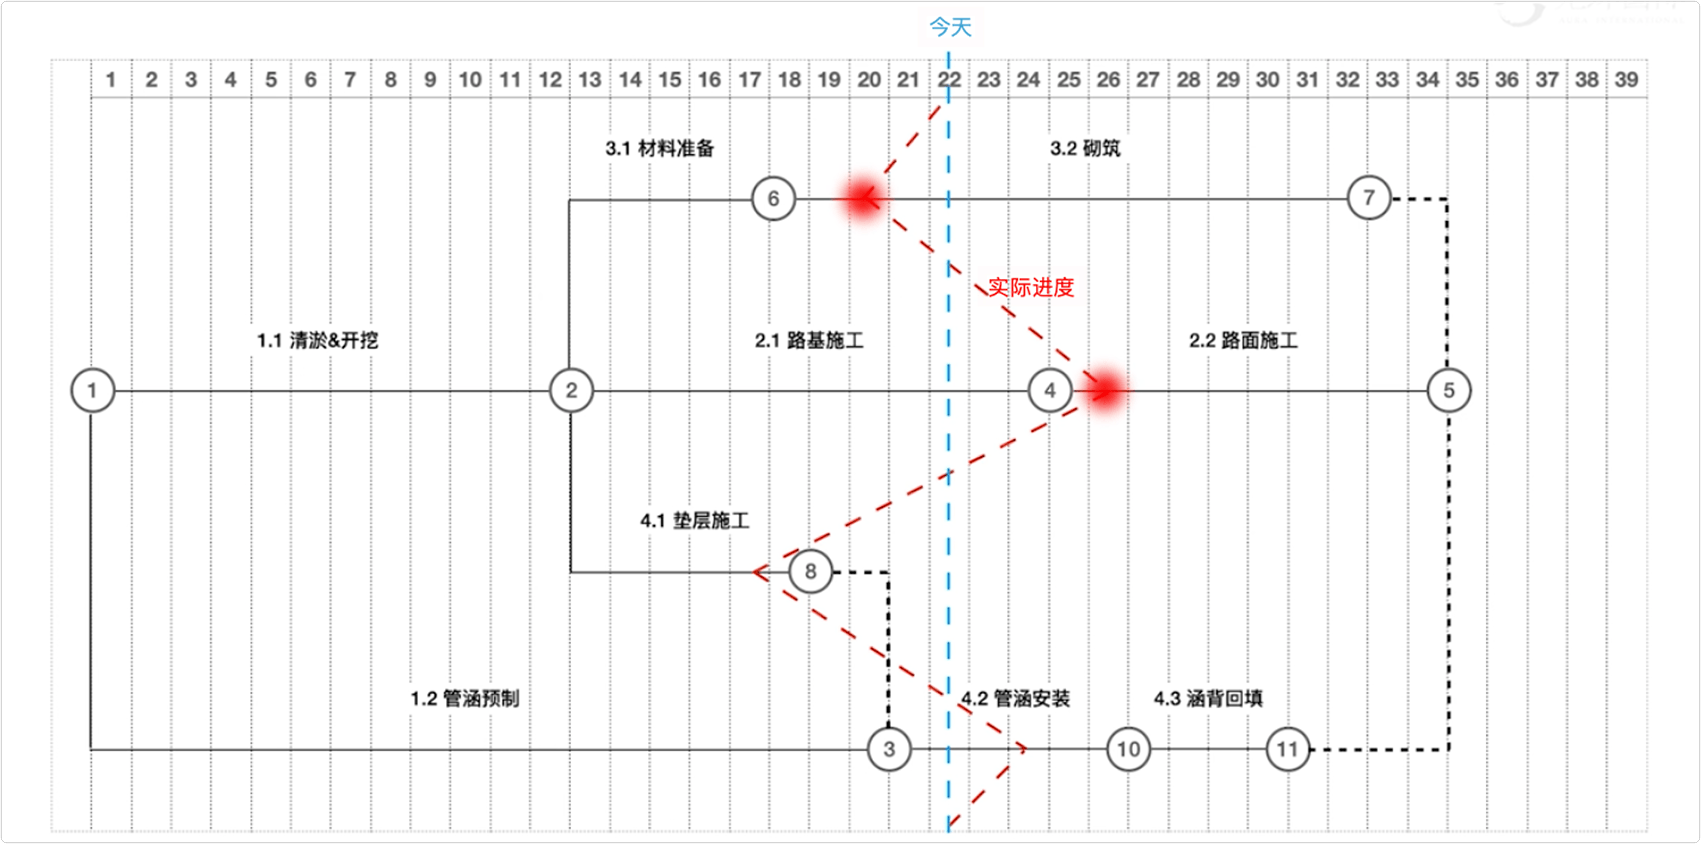 今天
1 2 3 4 5 6 7 8 9 10 11 12 13 14 15 16 17 18 19 20 21 22 23 24 25 26 27 28 29 30 31 32 33 34 35 36 37 38 39
3.1 材料准备
3.2 砌筑
6
7
实际进度
1.1 清淤&开挖
2.1 路基施工
2.2 路面施工
1
2
4
5
4.1 垫层施工
8
1.2 管涵预制
4.2 管涵安装
4.3 涵背回填
3
10
11